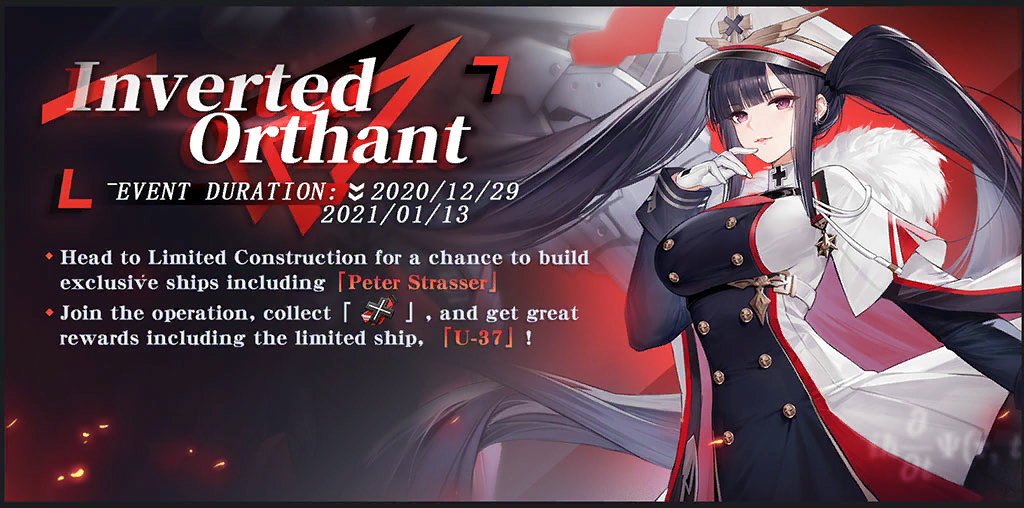 Inverted
Orthant
EVENT DURATION: 2020/12/29
2021/01/13
Head to Limited Construction for a chance to build
exclusive ships including「Peter Strasser」
Join the operation, collect「 」, and get great
rewards including the limited ship, 「U-37」!